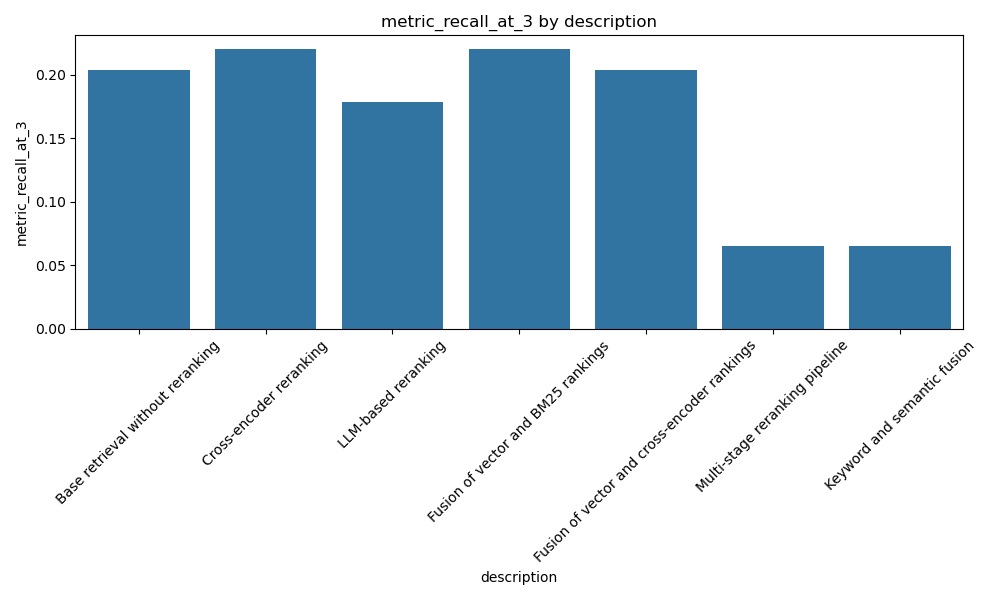 metric_recall_at_3 by description
metric_recall_at_3
0.20
0.15
0.10
0.05
0.00
Base retrieval without reranking
Cross-encoder reranking
LLM-based reranking
Fusion of vector and BM25 rankings
Fusion of vector and cross-encoder rankings
Multi-stage reranking pipeline
Keyword and semantic fusion
description